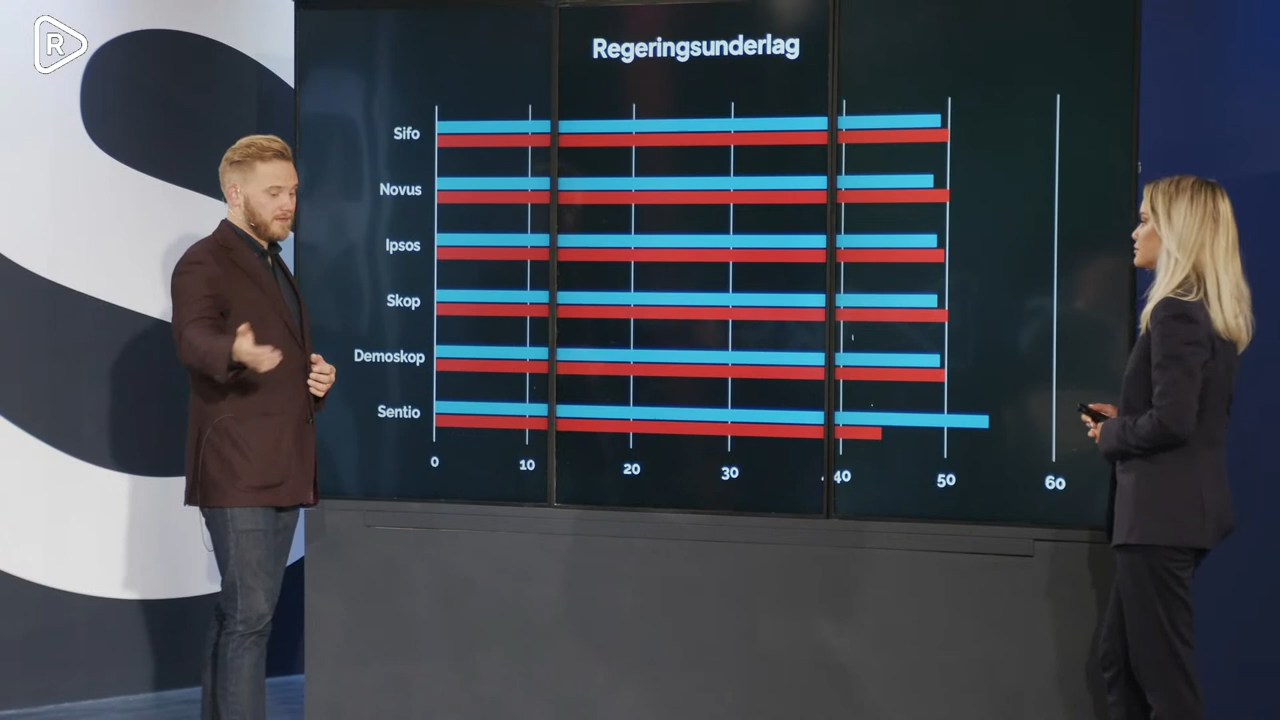 R
Regeringsunderlag
Sifo
Novus
Ipsos
Skop
Demoskop
Sentio
0 10 20 30 40 50 60